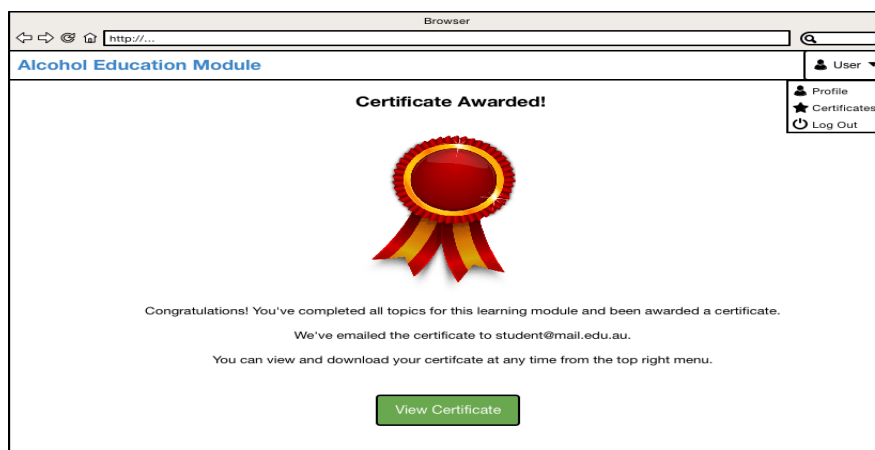 Browser
http://...
Alcohol Education Module
User
Profile
Certificates
Log Out
Certificate Awarded!
Congratulations! You've completed all topics for this learning module and been awarded a certificate.
We've emailed the certificate to student@mail.edu.au.
You can view and download your certifcate at any time from the top right menu.
View Certificate